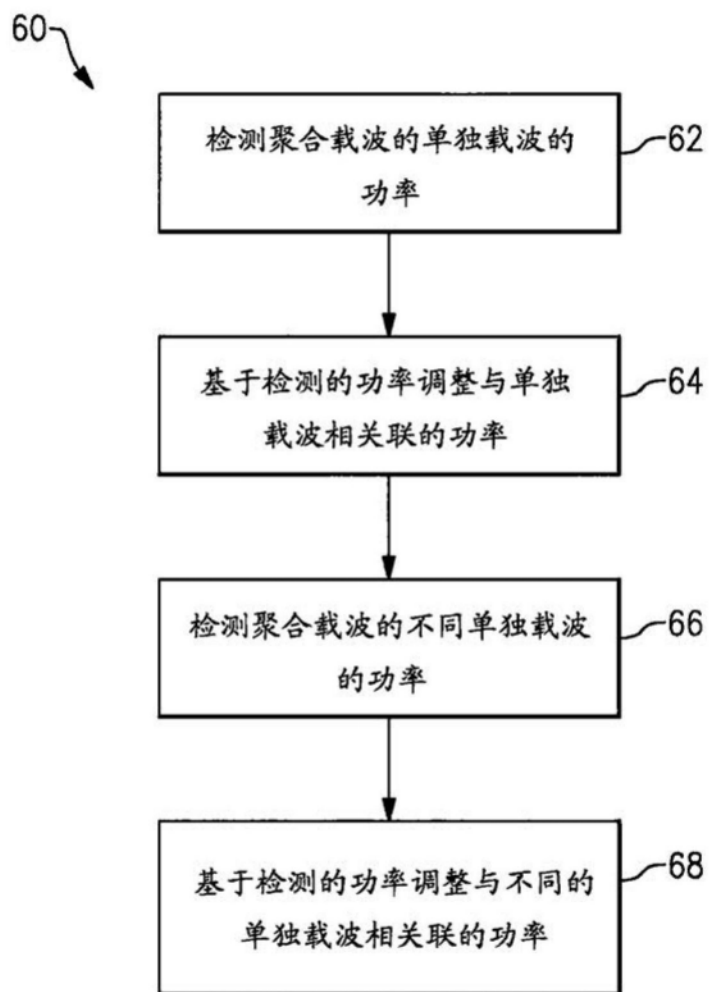 60
检测聚合载波的单独载波的
功率
62
基于检测的功率调整与单独
载波相关联的功率
64
检测聚合载波的不同单独载波
的功率
66
基于检测的功率调整与不同的
单独载波相关联的功率
68